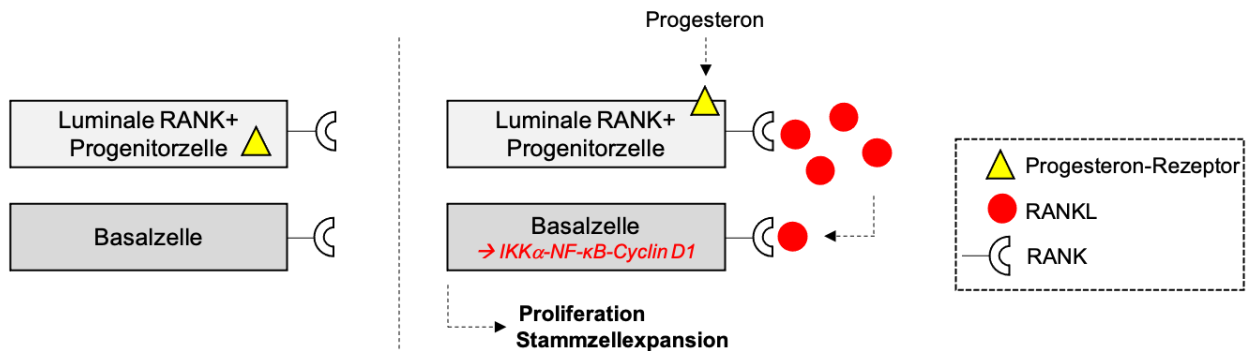 Progesteron
Luminale RANK+
Progenitorzelle
Basalzelle
Luminale RANK+
Progenitorzelle
Basalzelle
→ IKKα-NF-κB-Cyclin D1
Proliferation
Stammzellexpansion
Progesteron-Rezeptor
RANKL
RANK